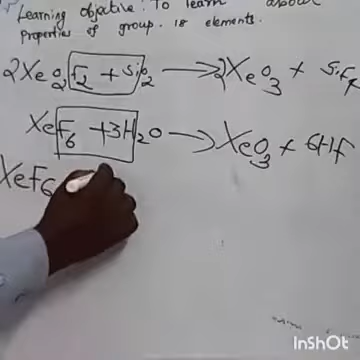 Learning objective: To learn about
properties of group 18 elements.
2XeO2F2 + SiO2 → 2XeO3 + SiF4
XeF6 + 3H2O → XeO3 + 6HF
XeF6
InShOt